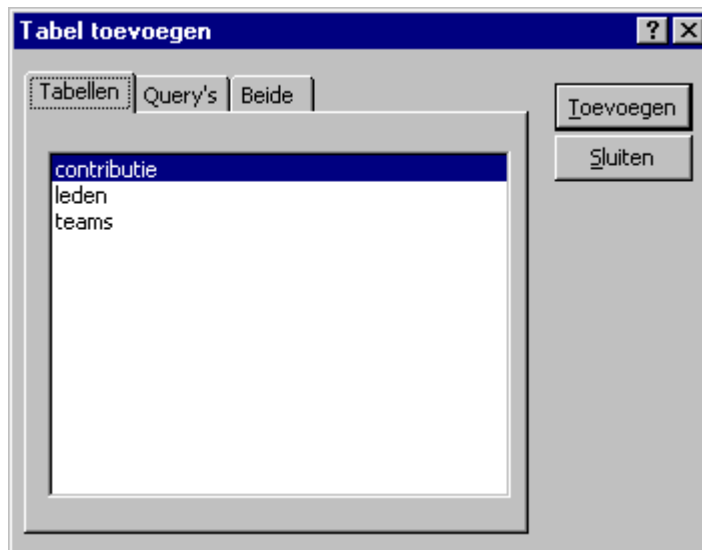 Tabel toevoegen
Tabellen Query's Beide
Toevoegen
Sluiten
contributie
leden
teams